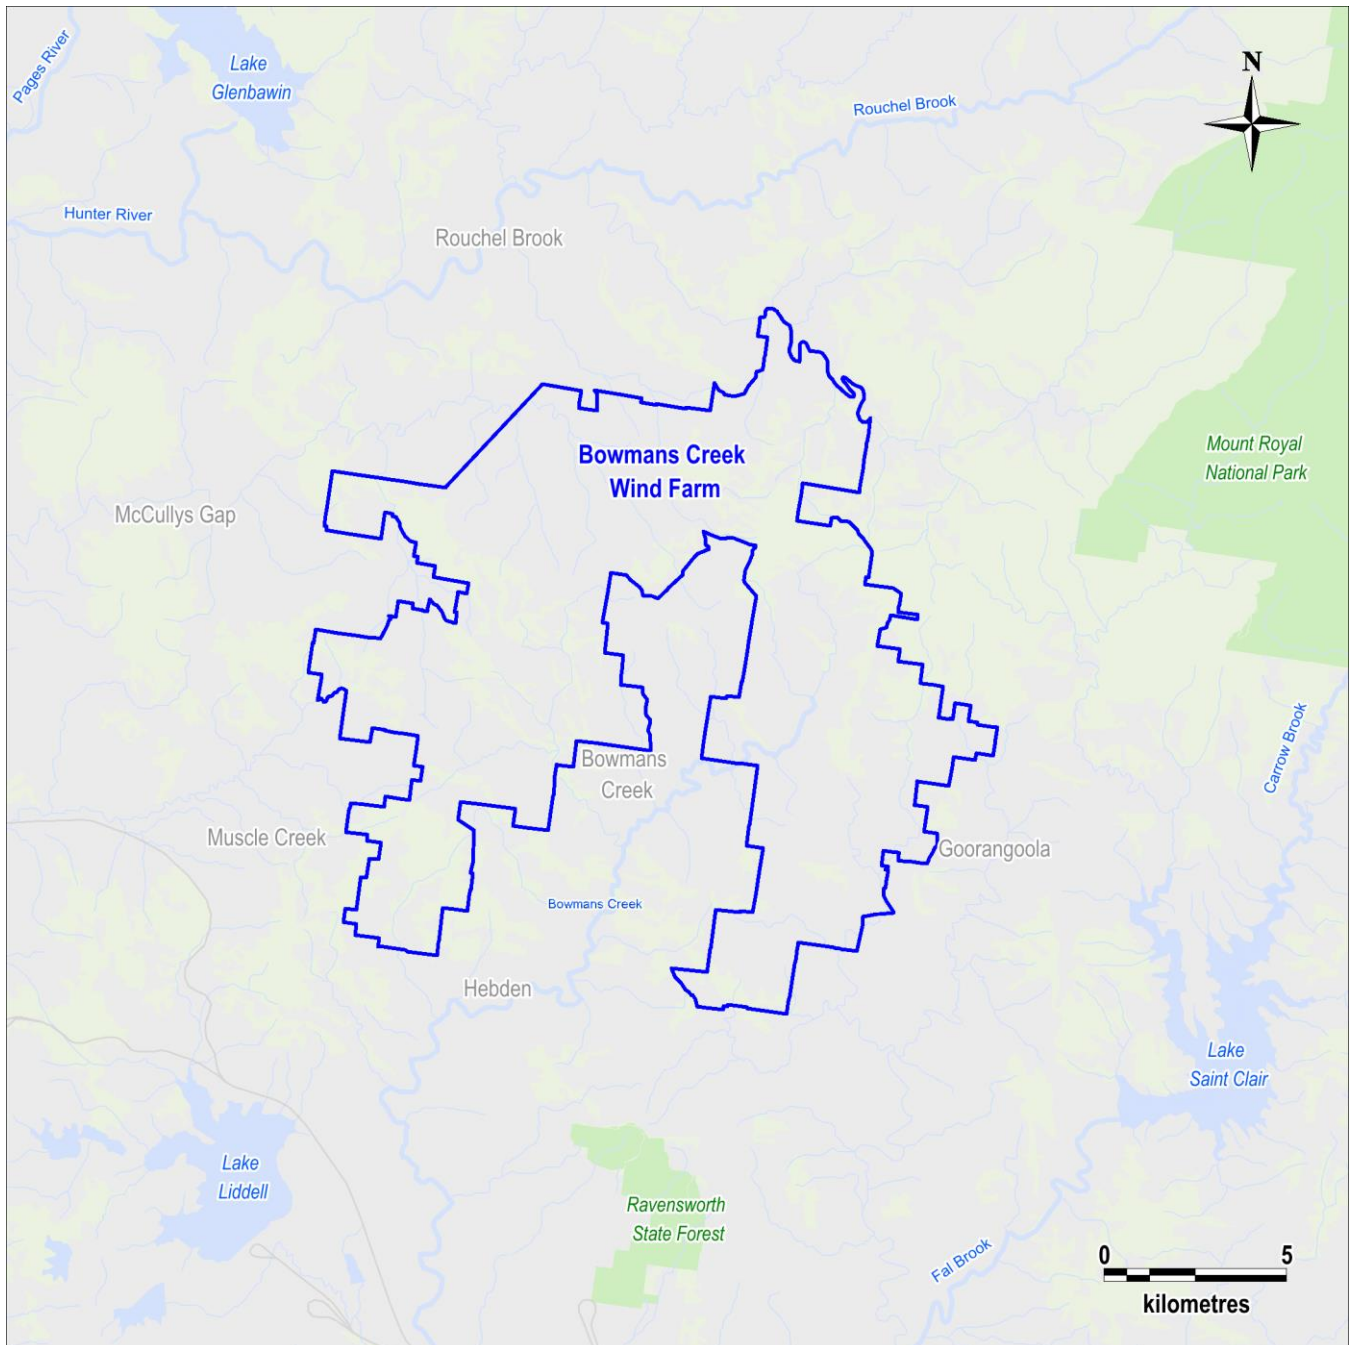 Pages River
Lake
Glenbawin
N
Rouchel Brook
Hunter River
Rouchel Brook
Bowmans Creek
Wind Farm
Mount Royal
National Park
McCullys Gap
Carrow Brook
Bowmans
Creek
Muscle Creek
Goorangoola
Bowmans Creek
Hebden
Lake
Saint Clair
Lake
Liddell
Ravensworth
State Forest
Fal Brook
0 5
kilometres